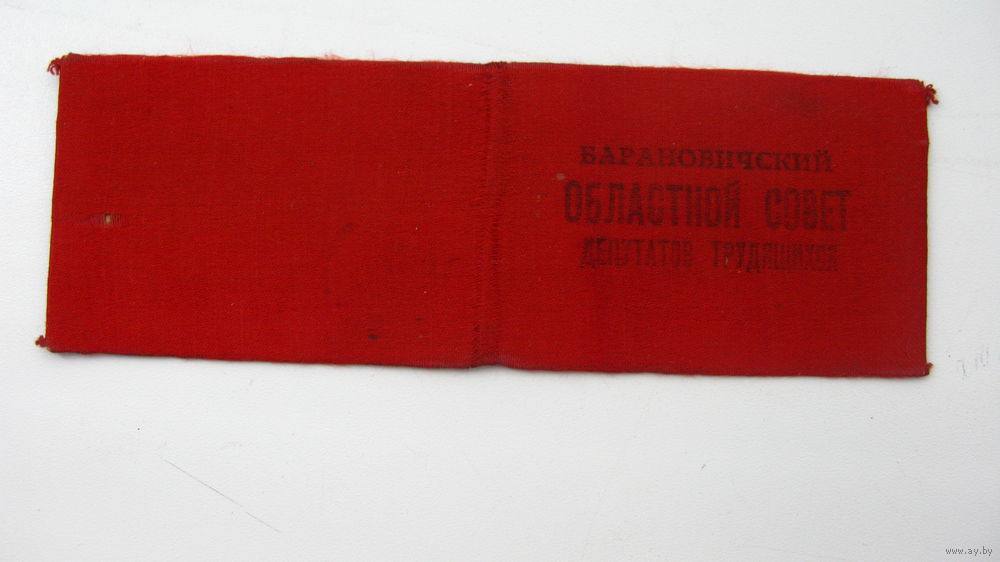 БАРАНОВИЧСКИЙ
ОБЛАСТНОЙ СОВЕТ
ДЕПУТАТОВ ТРУДЯЩИХСЯ
www.ay.by